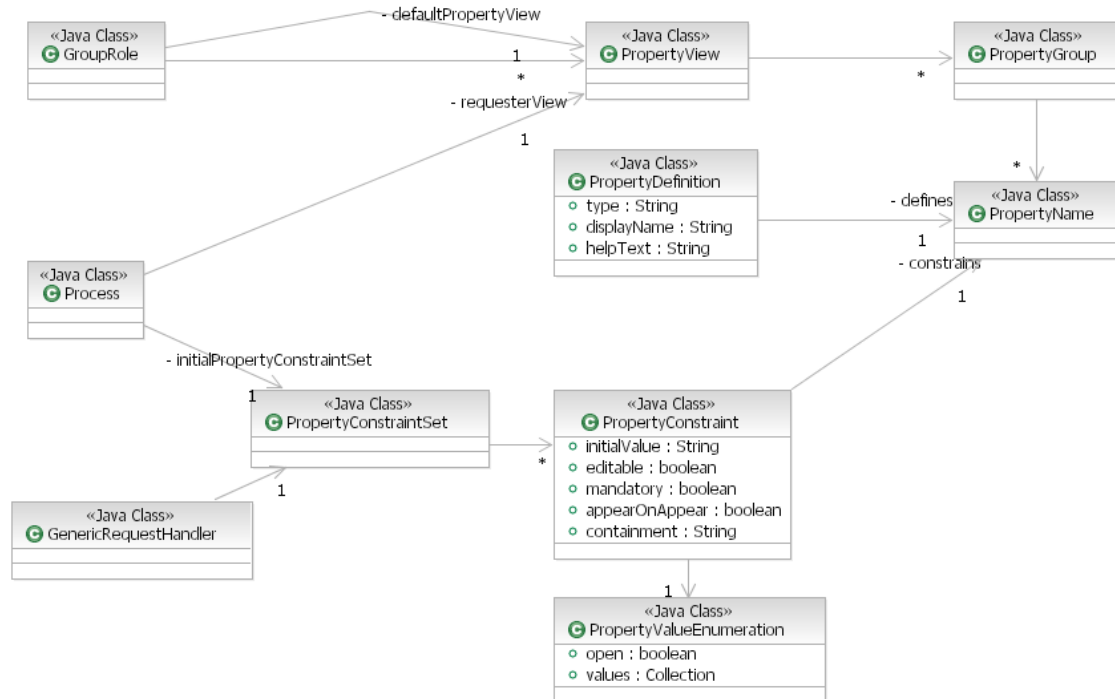 - defaultPropertyView
«Java Class»
GroupRole
1
*
«Java Class»
PropertyView
*
«Java Class»
PropertyGroup
- requesterView
1
*
«Java Class»
PropertyDefinition
type : String
displayName : String
helpText : String
- defines
1
«Java Class»
PropertyName
- constrains
1
«Java Class»
Process
- initialPropertyConstraintSet
1
«Java Class»
PropertyConstraintSet
*
«Java Class»
PropertyConstraint
initialValue : String
editable : boolean
mandatory : boolean
appearOnAppear : boolean
containment : String
1
«Java Class»
GenericRequestHandler
1
«Java Class»
PropertyValueEnumeration
open : boolean
values : Collection